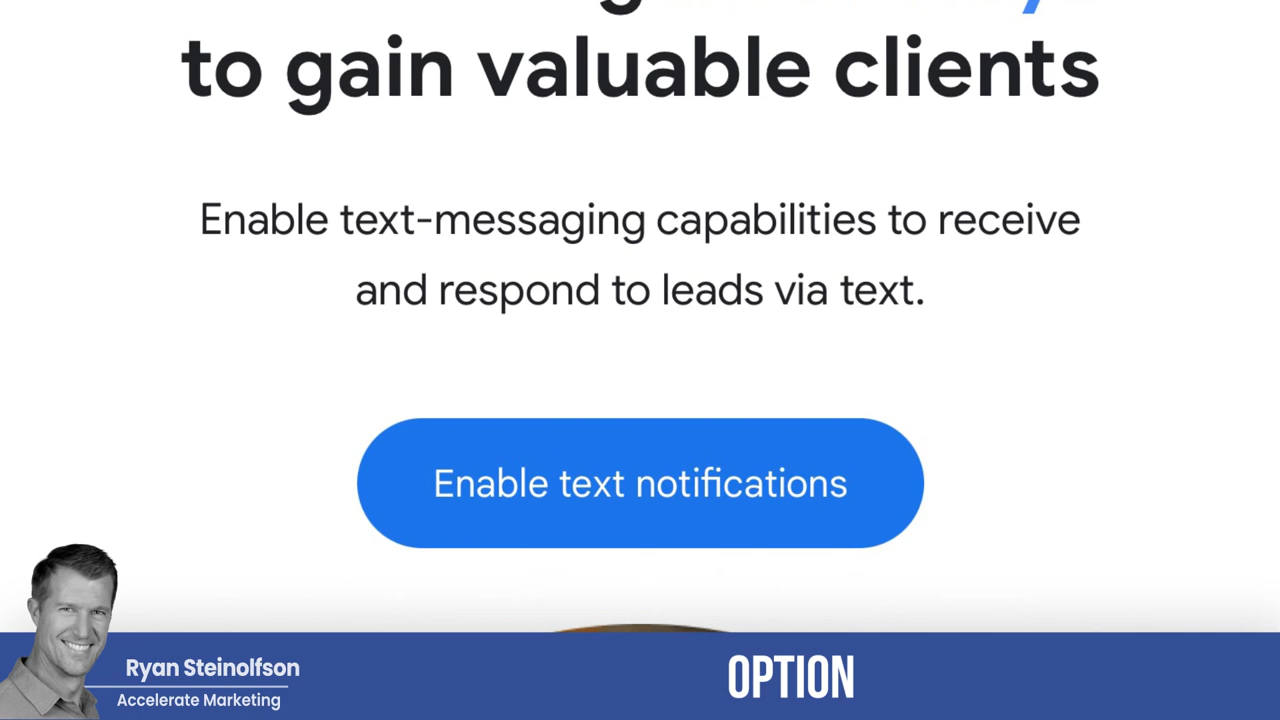 to gain valuable clients
Enable text-messaging capabilities to receive
and respond to leads via text.
Enable text notifications
Ryan Steinolfson
Accelerate Marketing
OPTION